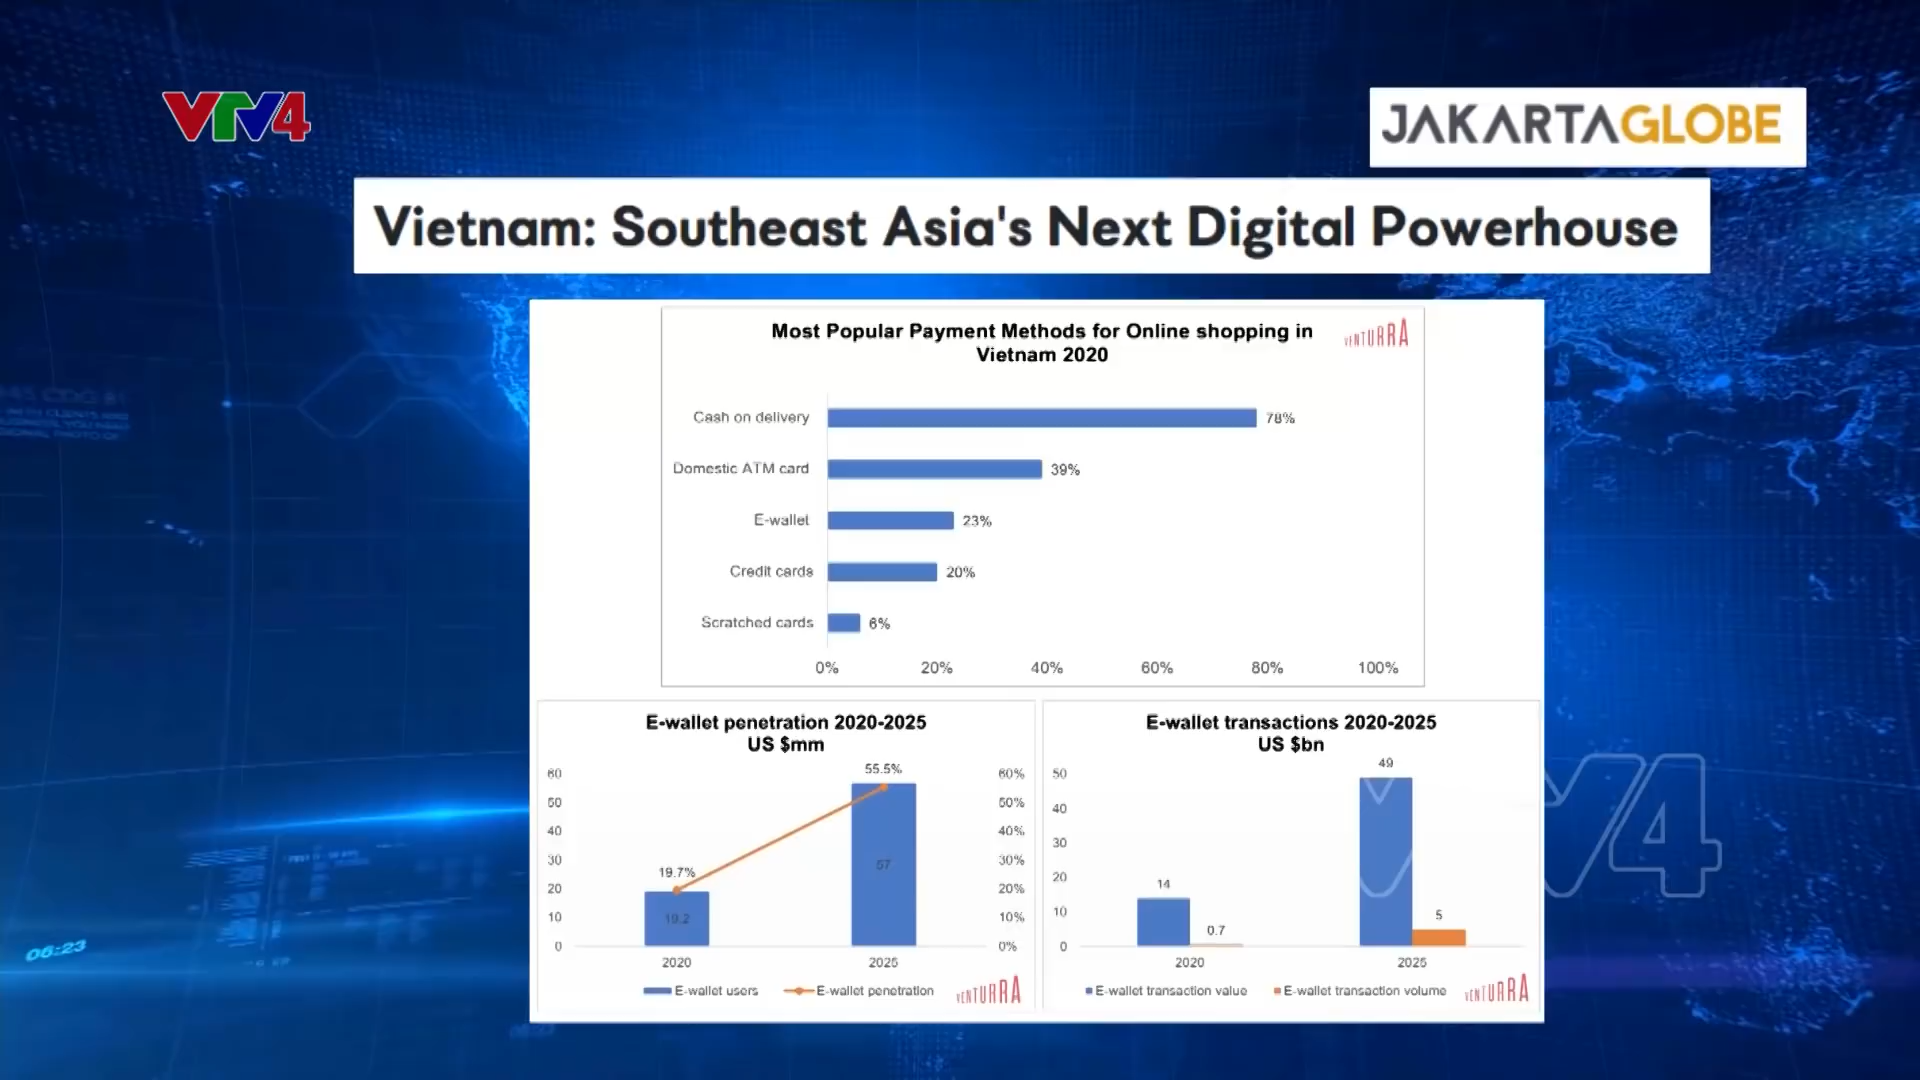 VTV4
JAKARTAGLOBE
Vietnam: Southeast Asia's Next Digital Powerhouse
Most Popular Payment Methods for Online shopping in
Vietnam 2020
VENTURRA
Cash on delivery 78%
Domestic ATM card 39%
E-wallet 23%
Credit cards 20%
Scratched cards 6%
0% 20% 40% 60% 80% 100%
E-wallet penetration 2020-2025
US $mm
60 50 40 30 20 10 0
60% 50% 40% 30% 20% 10% 0%
19.7% 55.5%
19.2 57
2020 2025
E-wallet users E-wallet penetration
VENTURRA
E-wallet transactions 2020-2025
US $bn
50 40 30 20 10 0
14 0.7 49 5
2020 2025
E-wallet transaction value E-wallet transaction volume
VENTURRA
VTV4
06:23